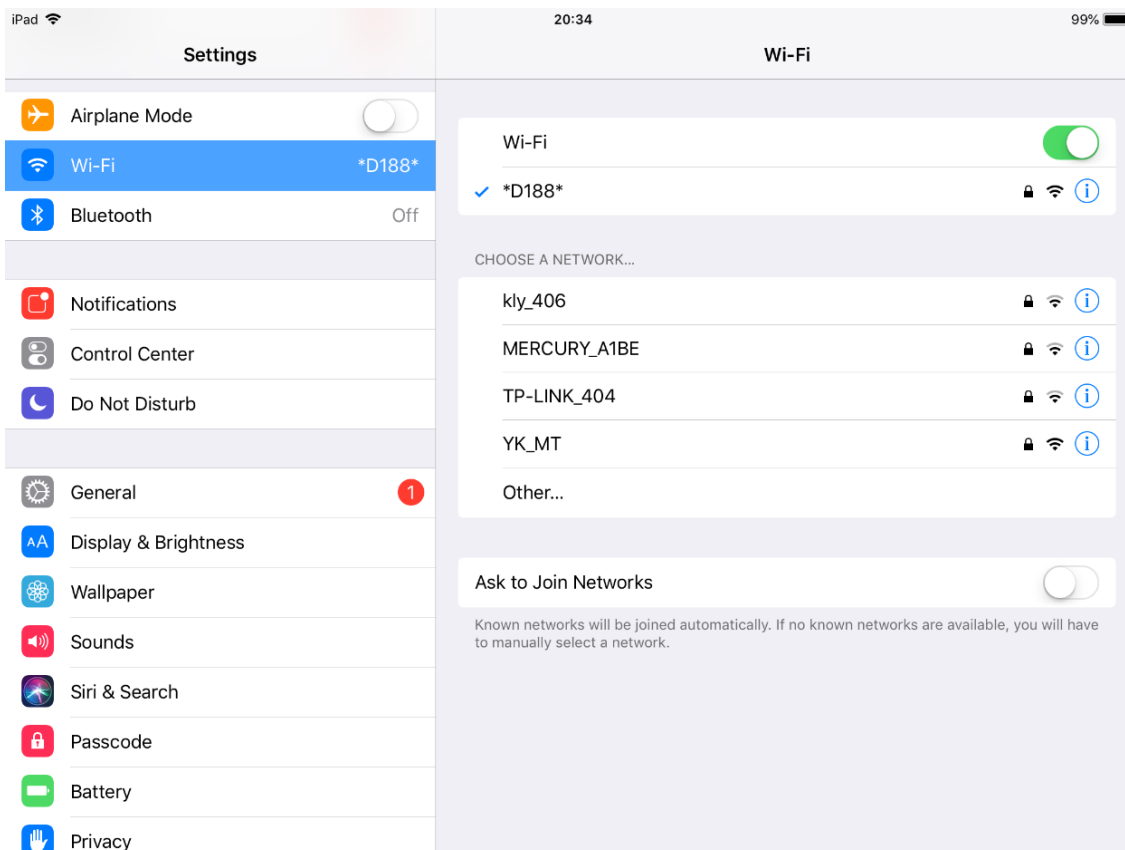 iPad 20:34 99%
Settings
Wi-Fi
Airplane Mode
Wi-Fi *D188*
Bluetooth Off
Notifications
Control Center
Do Not Disturb
General 1
AA Display & Brightness
Wallpaper
Sounds
Siri & Search
Passcode
Battery
Privacy
Wi-Fi
*D188*
CHOOSE A NETWORK...
kly_406
MERCURY_A1BE
TP-LINK_404
YK_MT
Other...
Ask to Join Networks
Known networks will be joined automatically. If no known networks are available, you will have
to manually select a network.